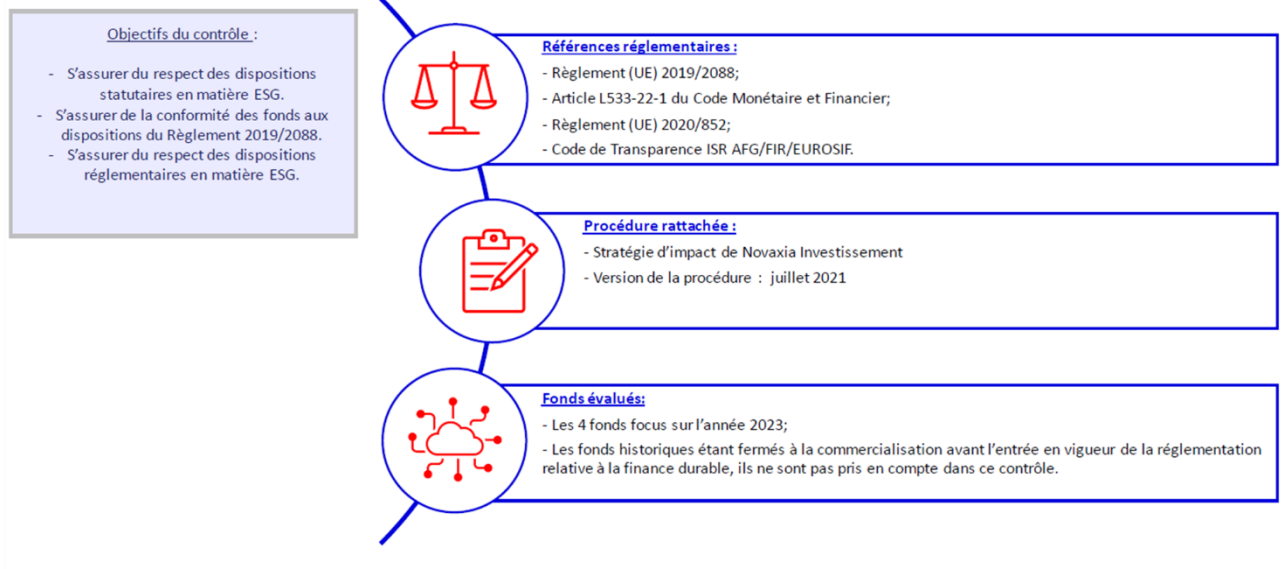 Objectifs du contrôle :
- S'assurer du respect des dispositions
statutaires en matière ESG.
- S'assurer de la conformité des fonds aux
dispositions du Règlement 2019/2088.
- S'assurer du respect des dispositions
réglementaires en matière ESG.
Références réglementaires :
- Règlement (UE) 2019/2088;
- Article L533-22-1 du Code Monétaire et Financier;
- Règlement (UE) 2020/852;
- Code de Transparence ISR AFG/FIR/EUROSIF.
Procédure rattachée :
- Stratégie d'impact de Novaxia Investissement
- Version de la procédure : juillet 2021
Fonds évalués:
- Les 4 fonds focus sur l'année 2023;
- Les fonds historiques étant fermés à la commercialisation avant l'entrée en vigueur de la réglementation
relative à la finance durable, ils ne sont pas pris en compte dans ce contrôle.